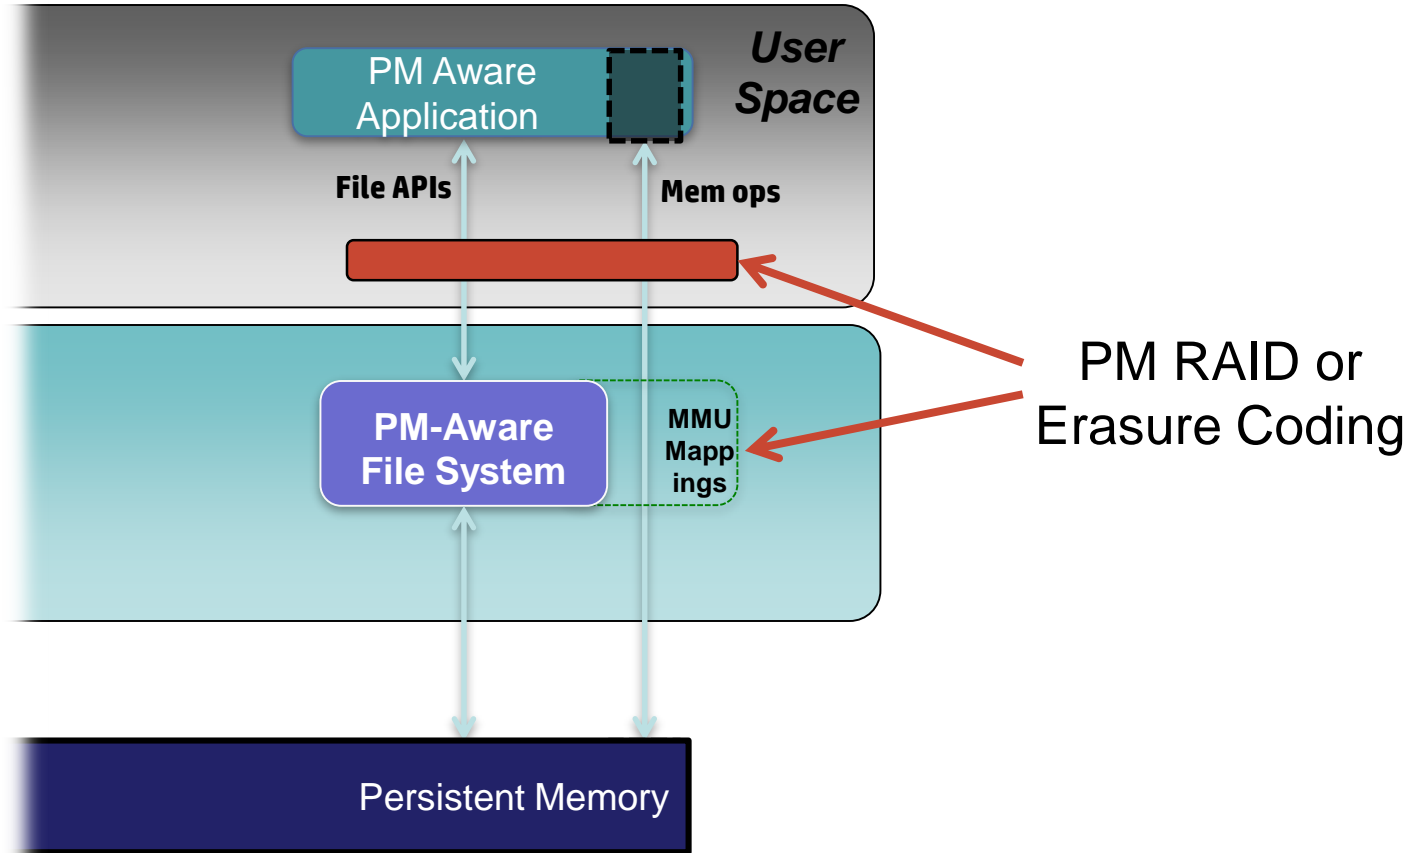 User
Space
PM Aware
Application
File APIs
Mem ops
PM RAID or
Erasure Coding
PM-Aware
File System
MMU
Mapp
ings
Persistent Memory